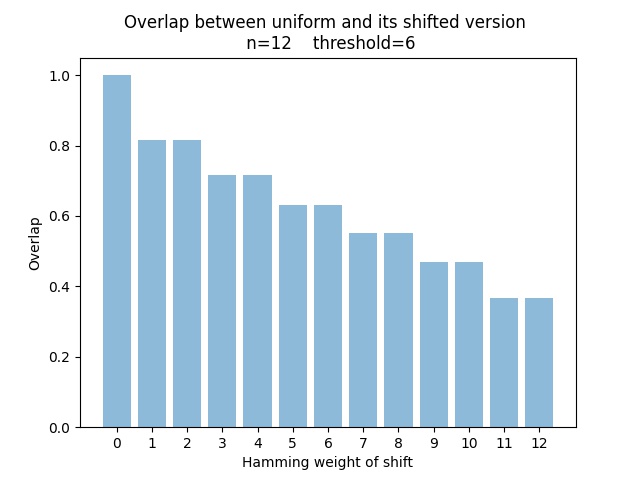 Overlap between uniform and its shifted version
n=12    threshold=6
1.0
0.8
0.6
0.4
0.2
0.0
Overlap
0 1 2 3 4 5 6 7 8 9 10 11 12
Hamming weight of shift